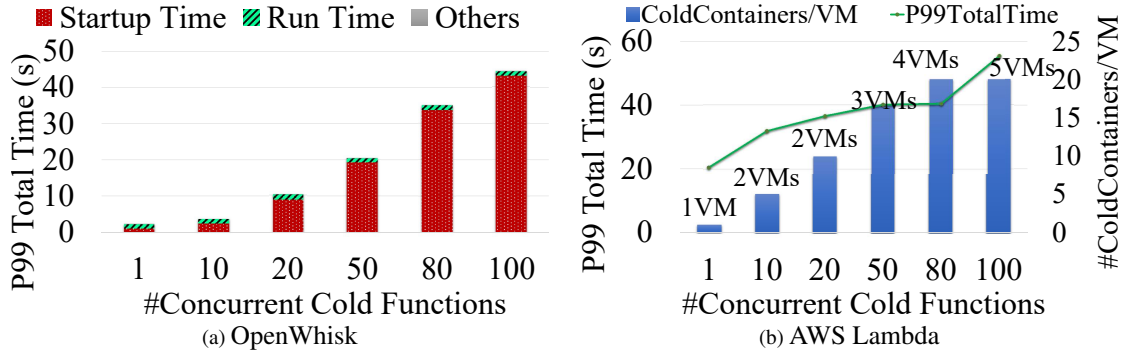 Startup Time Run Time Others
P99 Total Time (s)
50
40
30
20
10
0
1 10 20 50 80 100
#Concurrent Cold Functions
(a) OpenWhisk
ColdContainers/VM P99TotalTime
P99 Total Time (s)
60
40
20
0
1VM
2VMs
2VMs
3VMs
4VMs
5VMs
25
20
15
10
5
0
#ColdContainers/VM
1 10 20 50 80 100
#Concurrent Cold Functions
(b) AWS Lambda